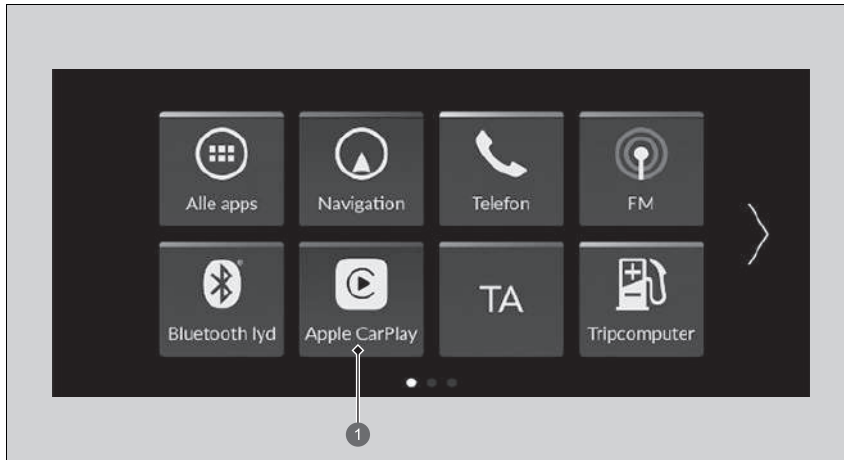 Alle apps
Navigation
Telefon
FM
Bluetooth lyd
Apple CarPlay
TA
Tripcomputer
1